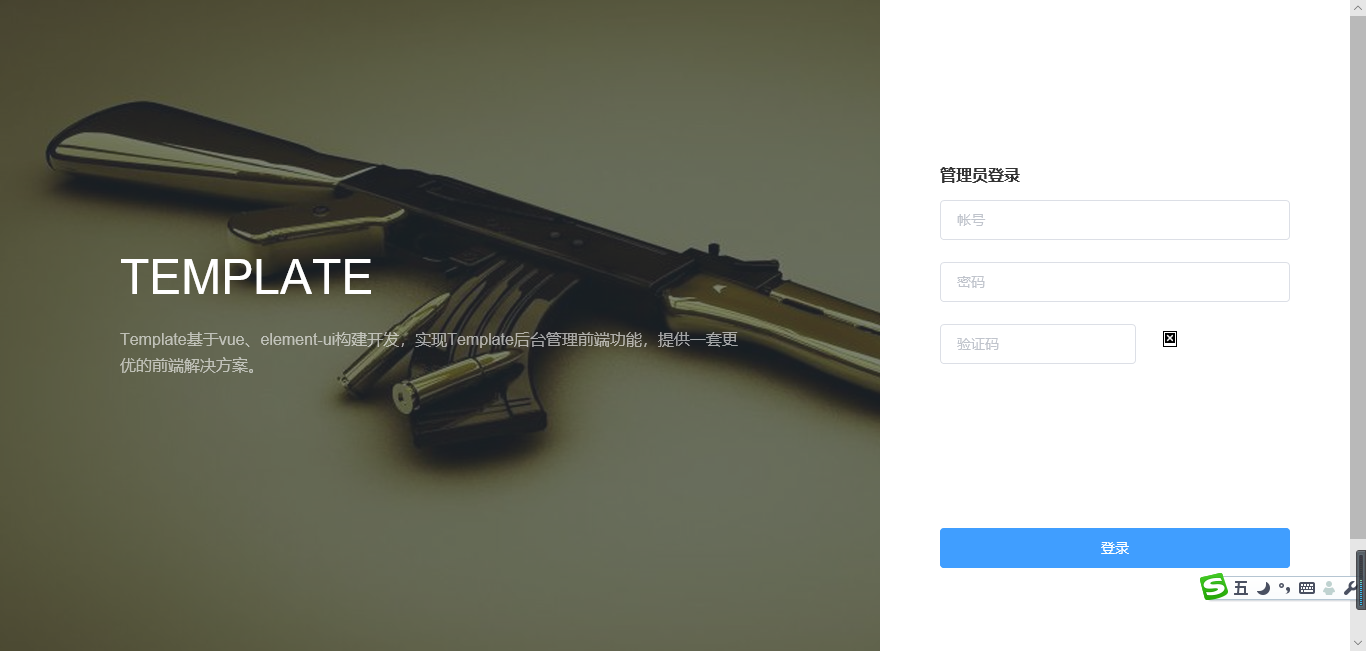 TEMPLATE
Template基于vue、element-ui构建开发，实现Template后台管理前端功能，提供一套更
优的前端解决方案。
管理员登录
帐号
密码
验证码
登录
S 五